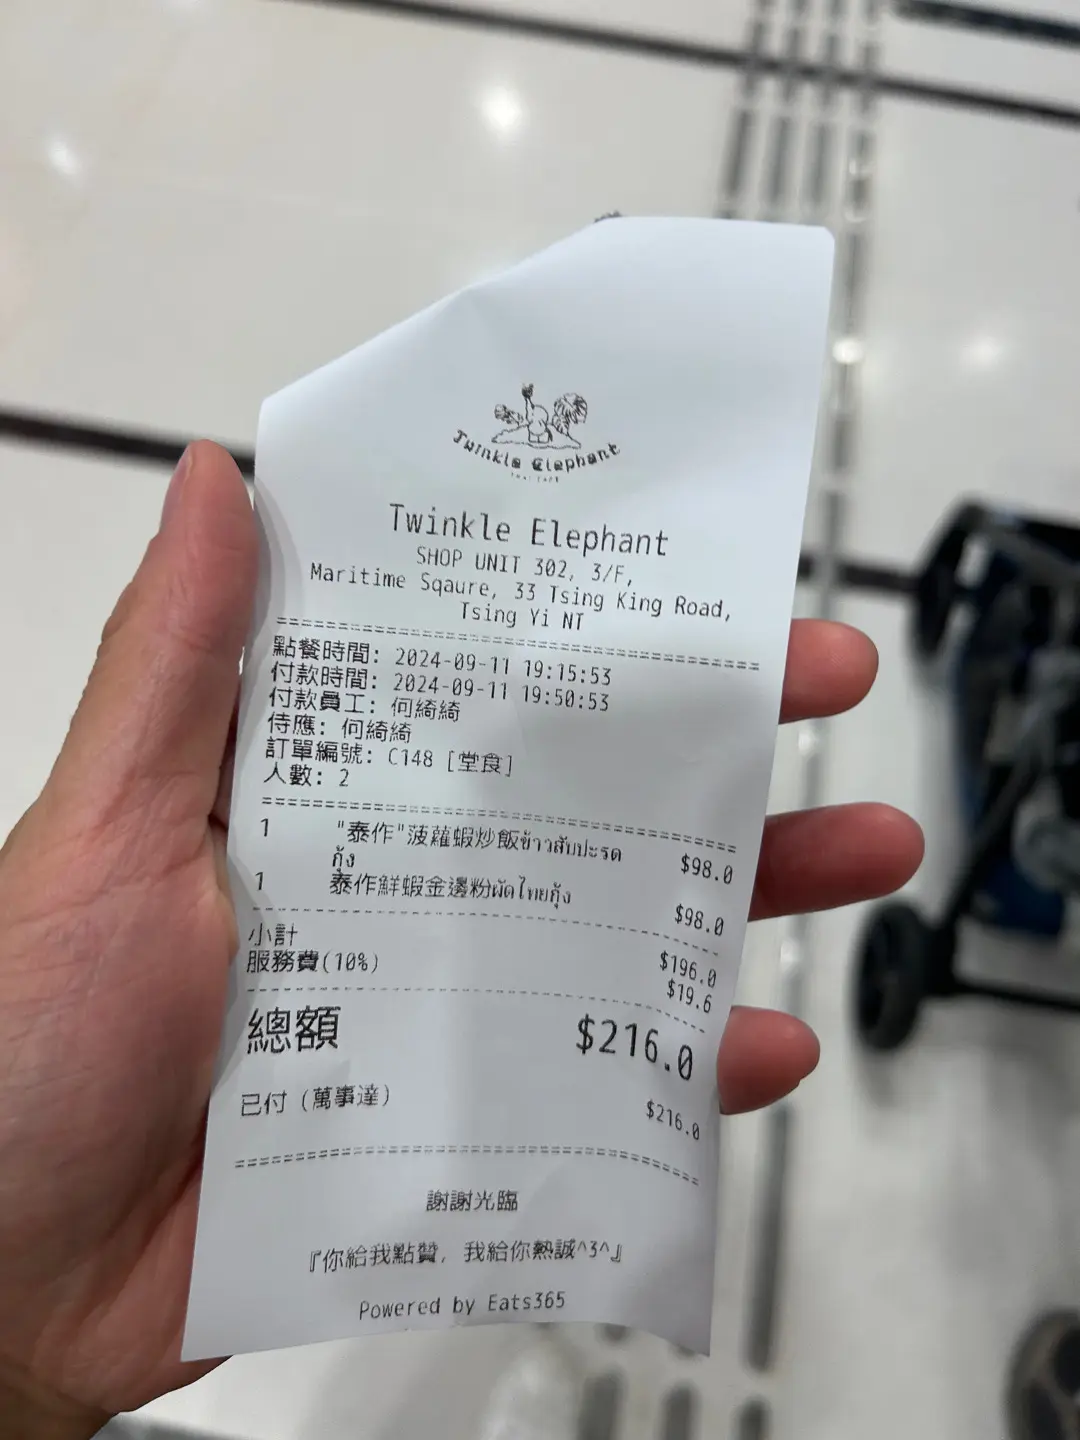 Twinkle Elephant
Twinkle Elephant
SHOP UNIT 302, 3/F,
Maritime Sqaure, 33 Tsing King Road,
Tsing Yi NT
點餐時間: 2024-09-11 19:15:53
付款時間: 2024-09-11 19:50:53
付款員工: 何綺綺
侍應: 何綺綺
訂單編號: C148 [堂食]
人數: 2
1 "泰作"菠蘿蝦炒飯ข้าวสับปะรด $98.0
กุ้ง
1 泰作鮮蝦金邊粉ผัดไทยกุ้ง $98.0
小計 $196.0
服務費(10%) $19.6
總額 $216.0
已付 (萬事達) $216.0
謝謝光臨
『你給我點贊, 我給你熱誠^3^』
Powered by Eats365